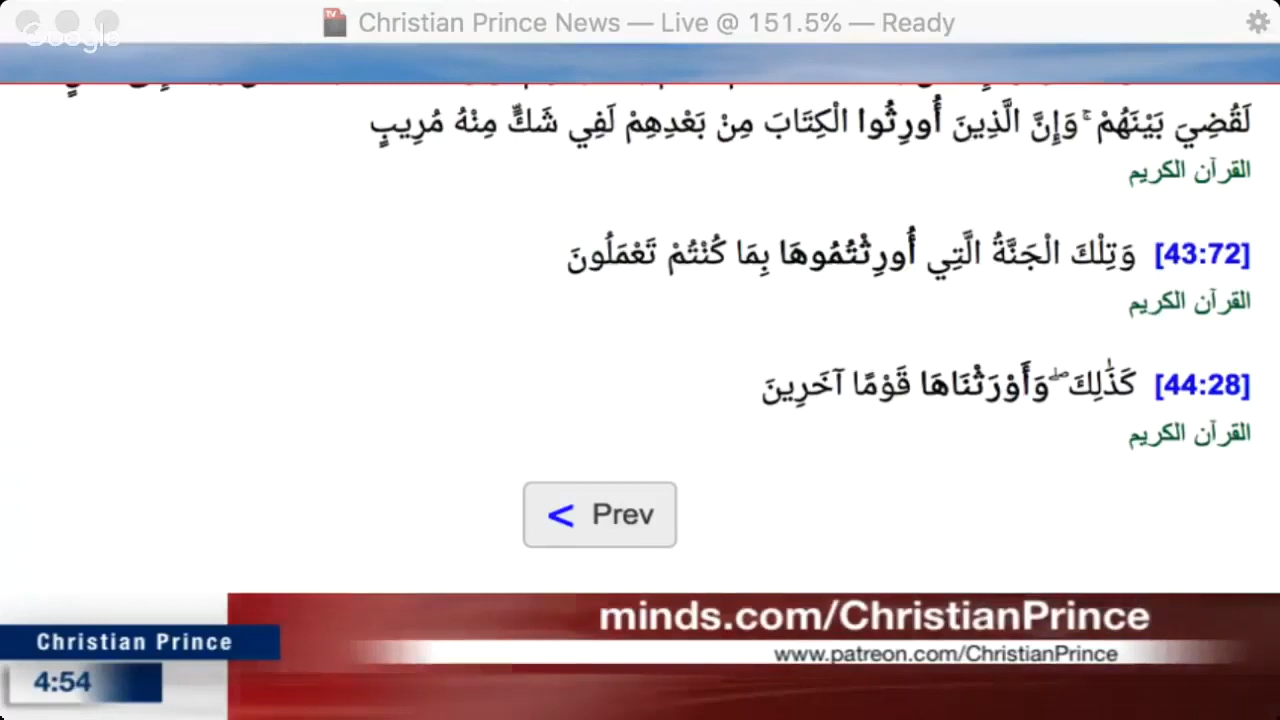 Christian Prince News — Live @ 151.5% — Ready
Google
لَقُضِيَ بَيْنَهُمْ ۚ وَإِنَّ الَّذِينَ أُورِثُوا الْكِتَابَ مِنْ بَعْدِهِمْ لَفِي شَكٍّ مِنْهُ مُرِيبٍ
القرآن الكريم
[43:72] وَتِلْكَ الْجَنَّةُ الَّتِي أُورِثْتُمُوهَا بِمَا كُنْتُمْ تَعْمَلُونَ
القرآن الكريم
[44:28] كَذَٰلِكَ ۖ وَأَوْرَثْنَاهَا قَوْمًا آخَرِينَ
القرآن الكريم
< Prev
minds.com/ChristianPrince
Christian Prince
www.patreon.com/ChristianPrince
4:54